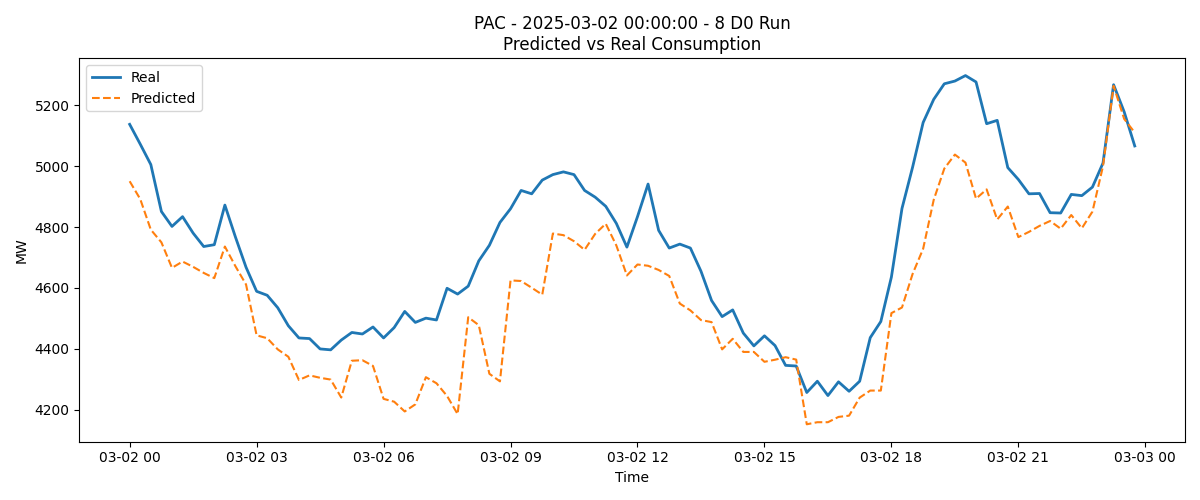 PAC - 2025-03-02 00:00:00 - 8 D0 Run
Predicted vs Real Consumption
Real
Predicted
MW
5200
5000
4800
4600
4400
4200
03-02 00
03-02 03
03-02 06
03-02 09
03-02 12
03-02 15
03-02 18
03-02 21
03-03 00
Time